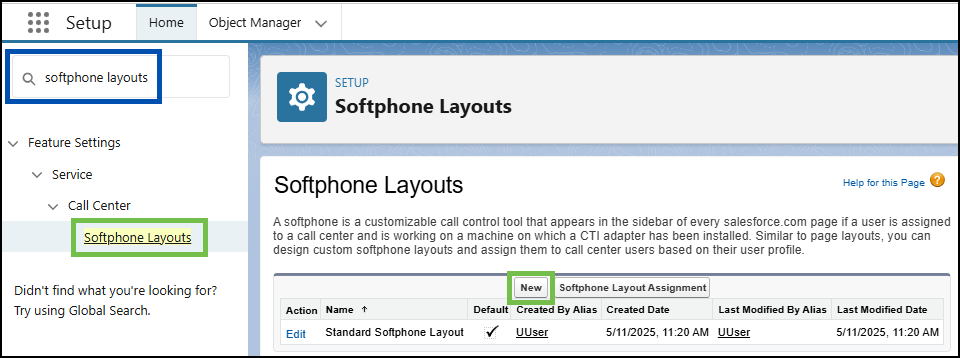 Setup
Home
Object Manager
softphone layouts
Feature Settings
Service
Call Center
Softphone Layouts
Didn't find what you're looking for?
Try using Global Search.
SETUP
Softphone Layouts
Softphone Layouts
Help for this Page ?
A softphone is a customizable call control tool that appears in the sidebar of every salesforce.com page if a user is assigned
to a call center and is working on a machine on which a CTI adapter has been installed. Similar to page layouts, you can
design custom softphone layouts and assign them to call center users based on their user profile.
New Softphone Layout Assignment
Action Name ↑ Default Created By Alias Created Date Last Modified By Alias Last Modified Date
Edit Standard Softphone Layout ✓ UUser 5/11/2025, 11:20 AM UUser 5/11/2025, 11:20 AM